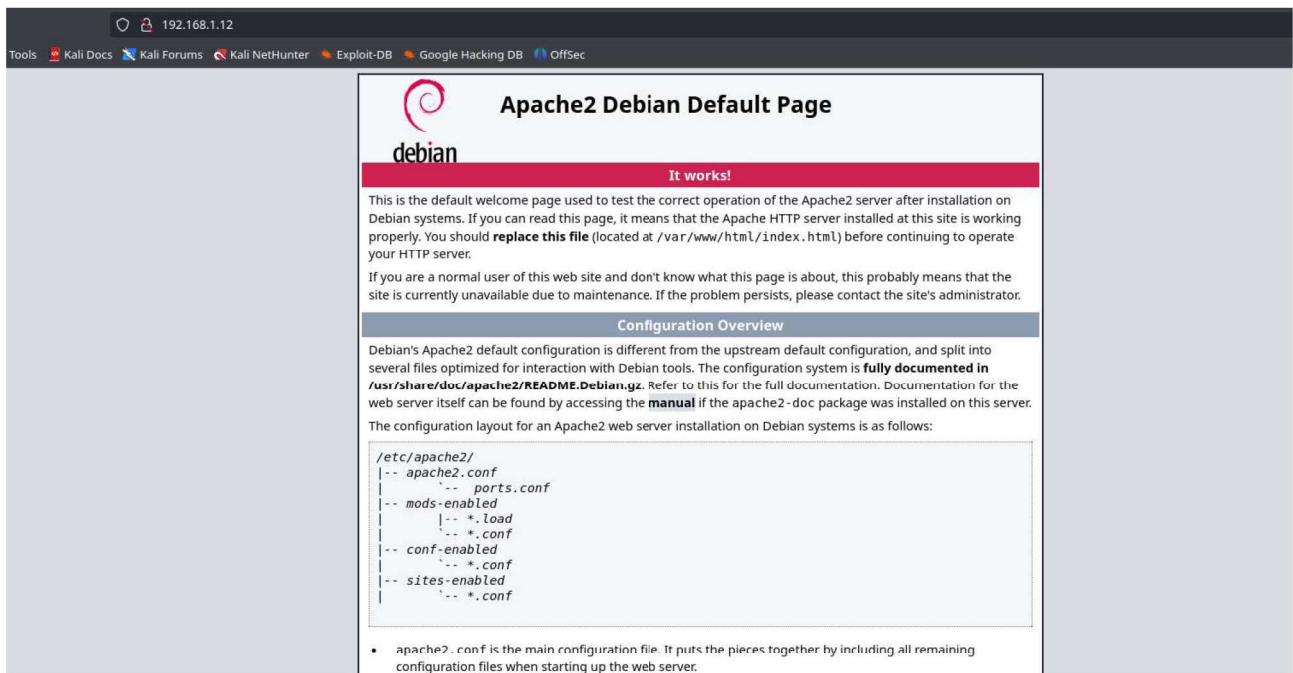 192.168.1.12
Tools Kali Docs Kali Forums Kali NetHunter Exploit-DB Google Hacking DB OffSec
debian
Apache2 Debian Default Page
It works!
This is the default welcome page used to test the correct operation of the Apache2 server after installation on
Debian systems. If you can read this page, it means that the Apache HTTP server installed at this site is working
properly. You should replace this file (located at /var/www/html/index.html) before continuing to operate
your HTTP server.
If you are a normal user of this web site and don't know what this page is about, this probably means that the
site is currently unavailable due to maintenance. If the problem persists, please contact the site's administrator.
Configuration Overview
Debian's Apache2 default configuration is different from the upstream default configuration, and split into
several files optimized for interaction with Debian tools. The configuration system is fully documented in
/usr/share/doc/apache2/README.Debian.gz. Refer to this for the full documentation. Documentation for the
web server itself can be found by accessing the manual if the apache2-doc package was installed on this server.
The configuration layout for an Apache2 web server installation on Debian systems is as follows:
/etc/apache2/
|-- apache2.conf
|       `--  ports.conf
|-- mods-enabled
|       |-- *.load
|       `-- *.conf
|-- conf-enabled
|       `-- *.conf
|-- sites-enabled
|       `-- *.conf
• apache2.conf is the main configuration file. It puts the pieces together by including all remaining
configuration files when starting up the web server.